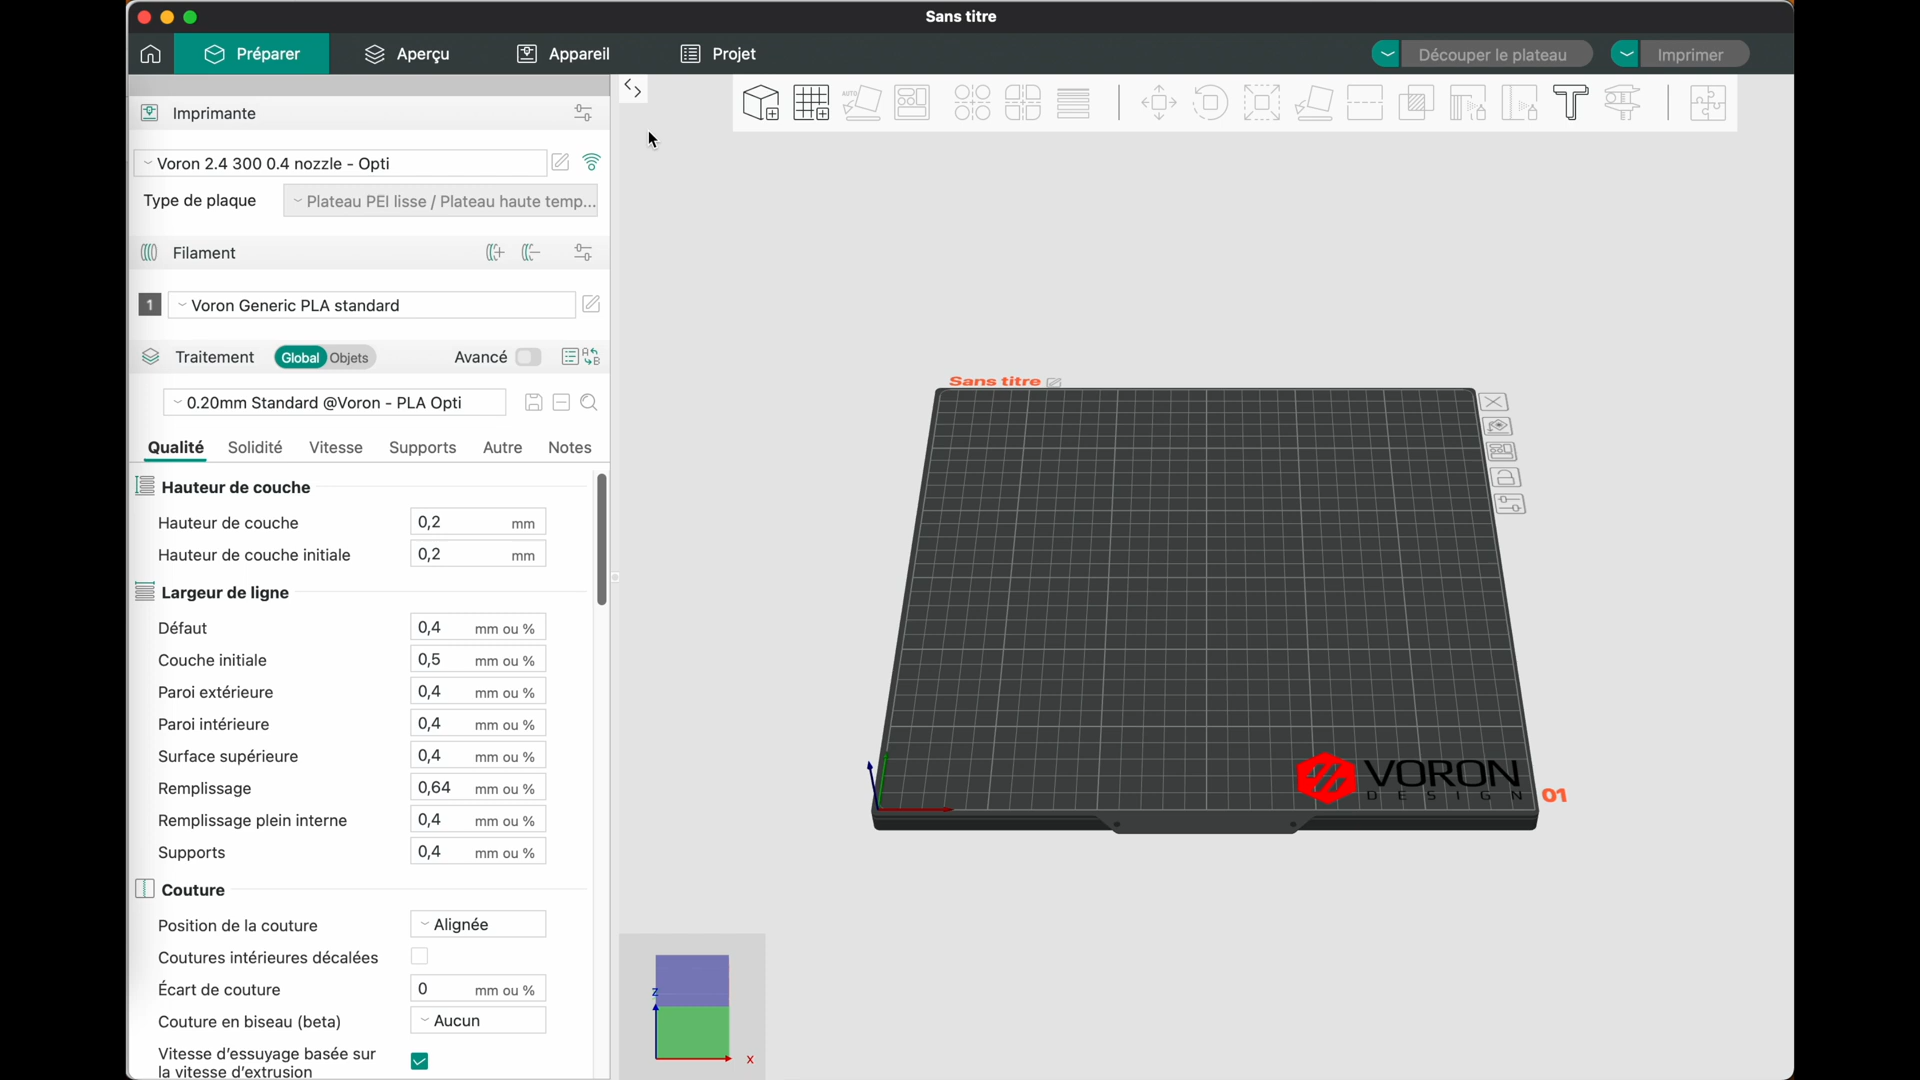 Sans titre
Préparer
Aperçu
Appareil
Projet
Découper le plateau
Imprimer
Imprimante
Voron 2.4 300 0.4 nozzle - Opti
Type de plaque
Plateau PEI lisse / Plateau haute temp...
Filament
1
Voron Generic PLA standard
Traitement
Global
Objets
Avancé
0.20mm Standard @Voron - PLA Opti
Qualité
Solidité
Vitesse
Supports
Autre
Notes
Hauteur de couche
Hauteur de couche 0,2 mm
Hauteur de couche initiale 0,2 mm
Largeur de ligne
Défaut 0,4 mm ou %
Couche initiale 0,5 mm ou %
Paroi extérieure 0,4 mm ou %
Paroi intérieure 0,4 mm ou %
Surface supérieure 0,4 mm ou %
Remplissage 0,64 mm ou %
Remplissage plein interne 0,4 mm ou %
Supports 0,4 mm ou %
Couture
Position de la couture Alignée
Coutures intérieures décalées
Écart de couture 0 mm ou %
Couture en biseau (beta) Aucun
Vitesse d'essuyage basée sur
la vitesse d'extrusion
AUTO
Sans titre
VORON
DESIGN
01
Z
X